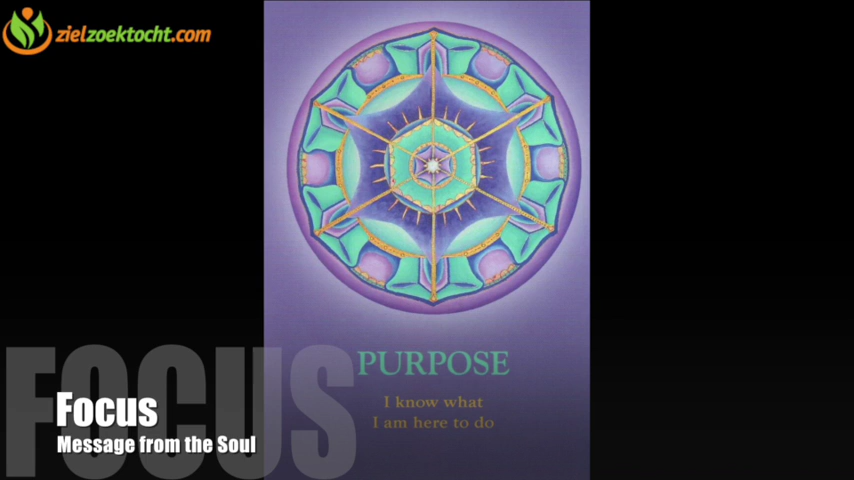 zielzoektocht.com
PURPOSE
I know what
I am here to do
FOCUS
Focus
Message from the Soul